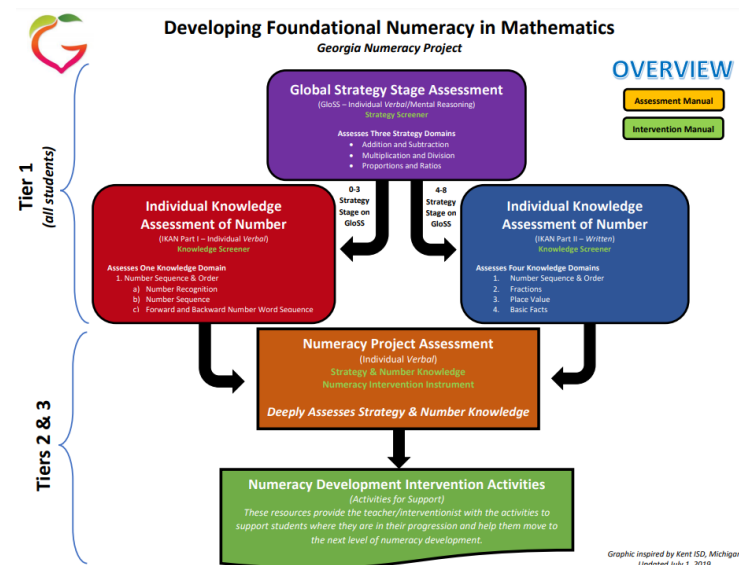 Developing Foundational Numeracy in Mathematics
Georgia Numeracy Project
OVERVIEW
Assessment Manual
Intervention Manual
Tier 1
(all students)
Global Strategy Stage Assessment
(GloSS – Individual Verbal/Mental Reasoning)
Strategy Screener
Assesses Three Strategy Domains
• Addition and Subtraction
• Multiplication and Division
• Proportions and Ratios
0-3
Strategy
Stage on
GloSS
4-8
Strategy
Stage on
GloSS
Individual Knowledge
Assessment of Number
(IKAN Part I – Individual Verbal)
Knowledge Screener
Assesses One Knowledge Domain
1. Number Sequence & Order
a) Number Recognition
b) Number Sequence
c) Forward and Backward Number Word Sequence
Individual Knowledge
Assessment of Number
(IKAN Part II – Written)
Knowledge Screener
Assesses Four Knowledge Domains
1. Number Sequence & Order
2. Fractions
3. Place Value
4. Basic Facts
Tiers 2 & 3
Numeracy Project Assessment
(Individual Verbal)
Strategy & Number Knowledge
Numeracy Intervention Instrument
Deeply Assesses Strategy & Number Knowledge
Numeracy Development Intervention Activities
(Activities for Support)
These resources provide the teacher/interventionist with the activities to
support students where they are in their progression and help them move to
the next level of numeracy development.
Graphic inspired by Kent ISD, Michigan
Updated July 1, 2019